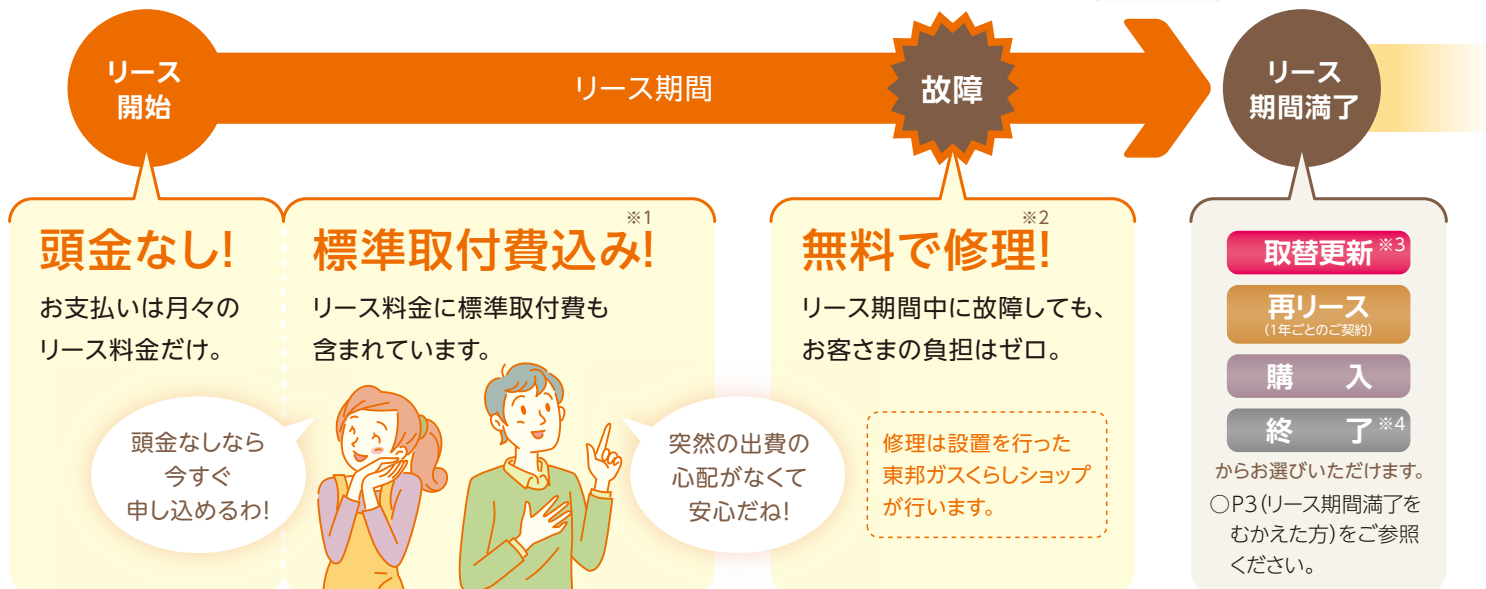 リース
開始
リース期間
故障
リース
期間満了
頭金なし!
お支払いは月々の
リース料金だけ。
標準取付費込み!※1
リース料金に標準取付費も
含まれています。
頭金なしなら
今すぐ
申し込めるわ!
突然の出費の
心配がなくて
安心だね!
無料で修理!※2
リース期間中に故障しても、
お客さまの負担はゼロ。
修理は設置を行った
東邦ガスくらしショップ
が行います。
取替更新※3
再リース
(1年ごとのご契約)
購　入
終　了※4
からお選びいただけます。
○P3(リース期間満了を
むかえた方)をご参照
ください。